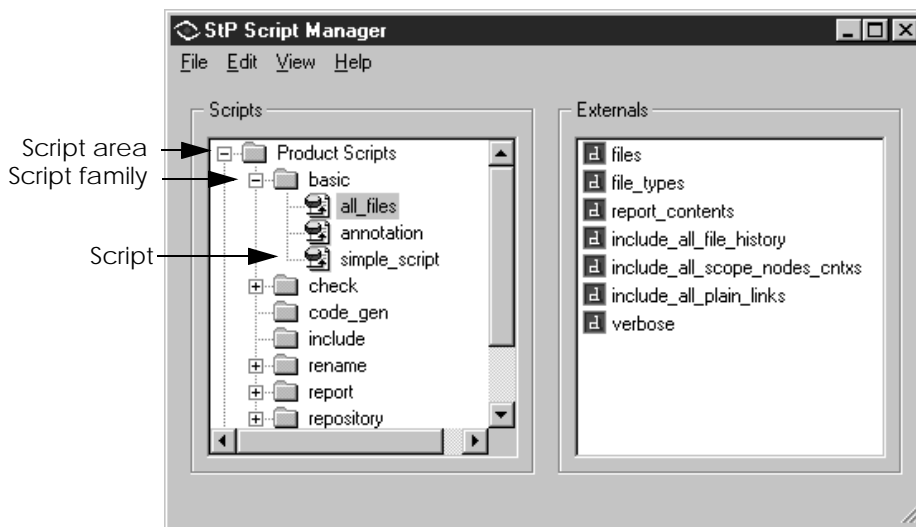 StP Script Manager
File Edit View Help
Scripts
Externals
Script area
Script family
Script
Product Scripts
basic
all_files
annotation
simple_script
check
code_gen
include
rename
report
repository
files
file_types
report_contents
include_all_file_history
include_all_scope_nodes_cntxs
include_all_plain_links
verbose